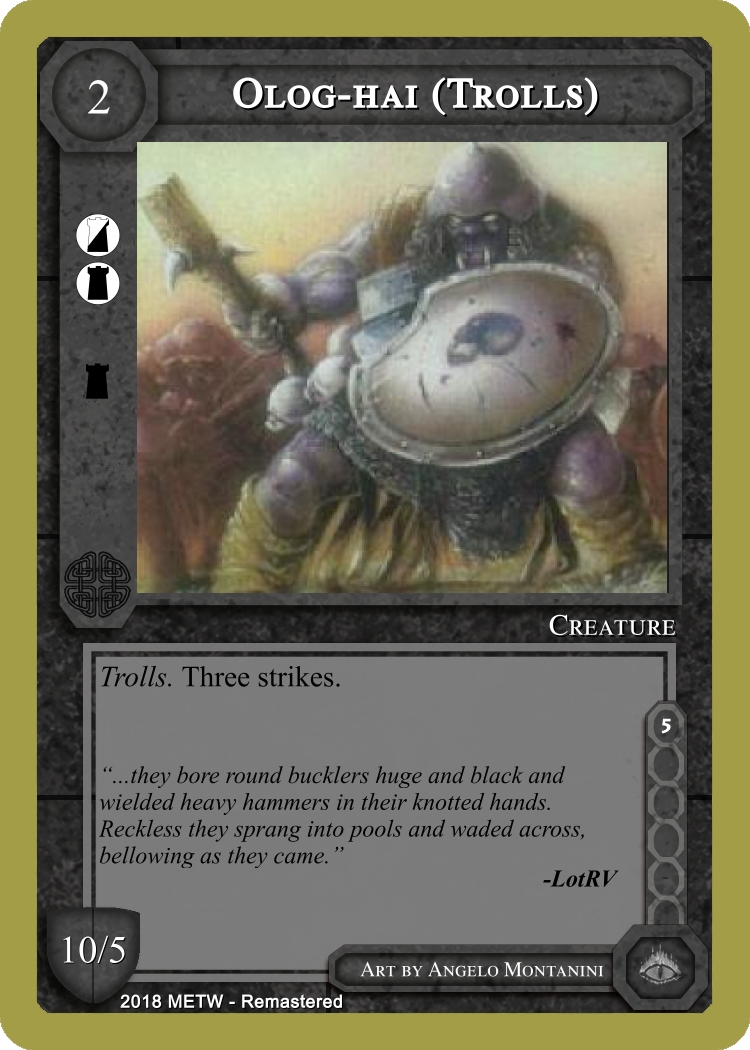 2
Olog-hai (Trolls)
Creature
Trolls. Three strikes.
5
“...they bore round bucklers huge and black and
wielded heavy hammers in their knotted hands.
Reckless they sprang into pools and waded across,
bellowing as they came.”
-LotRV
10/5
Art by Angelo Montanini
2018 METW - Remastered